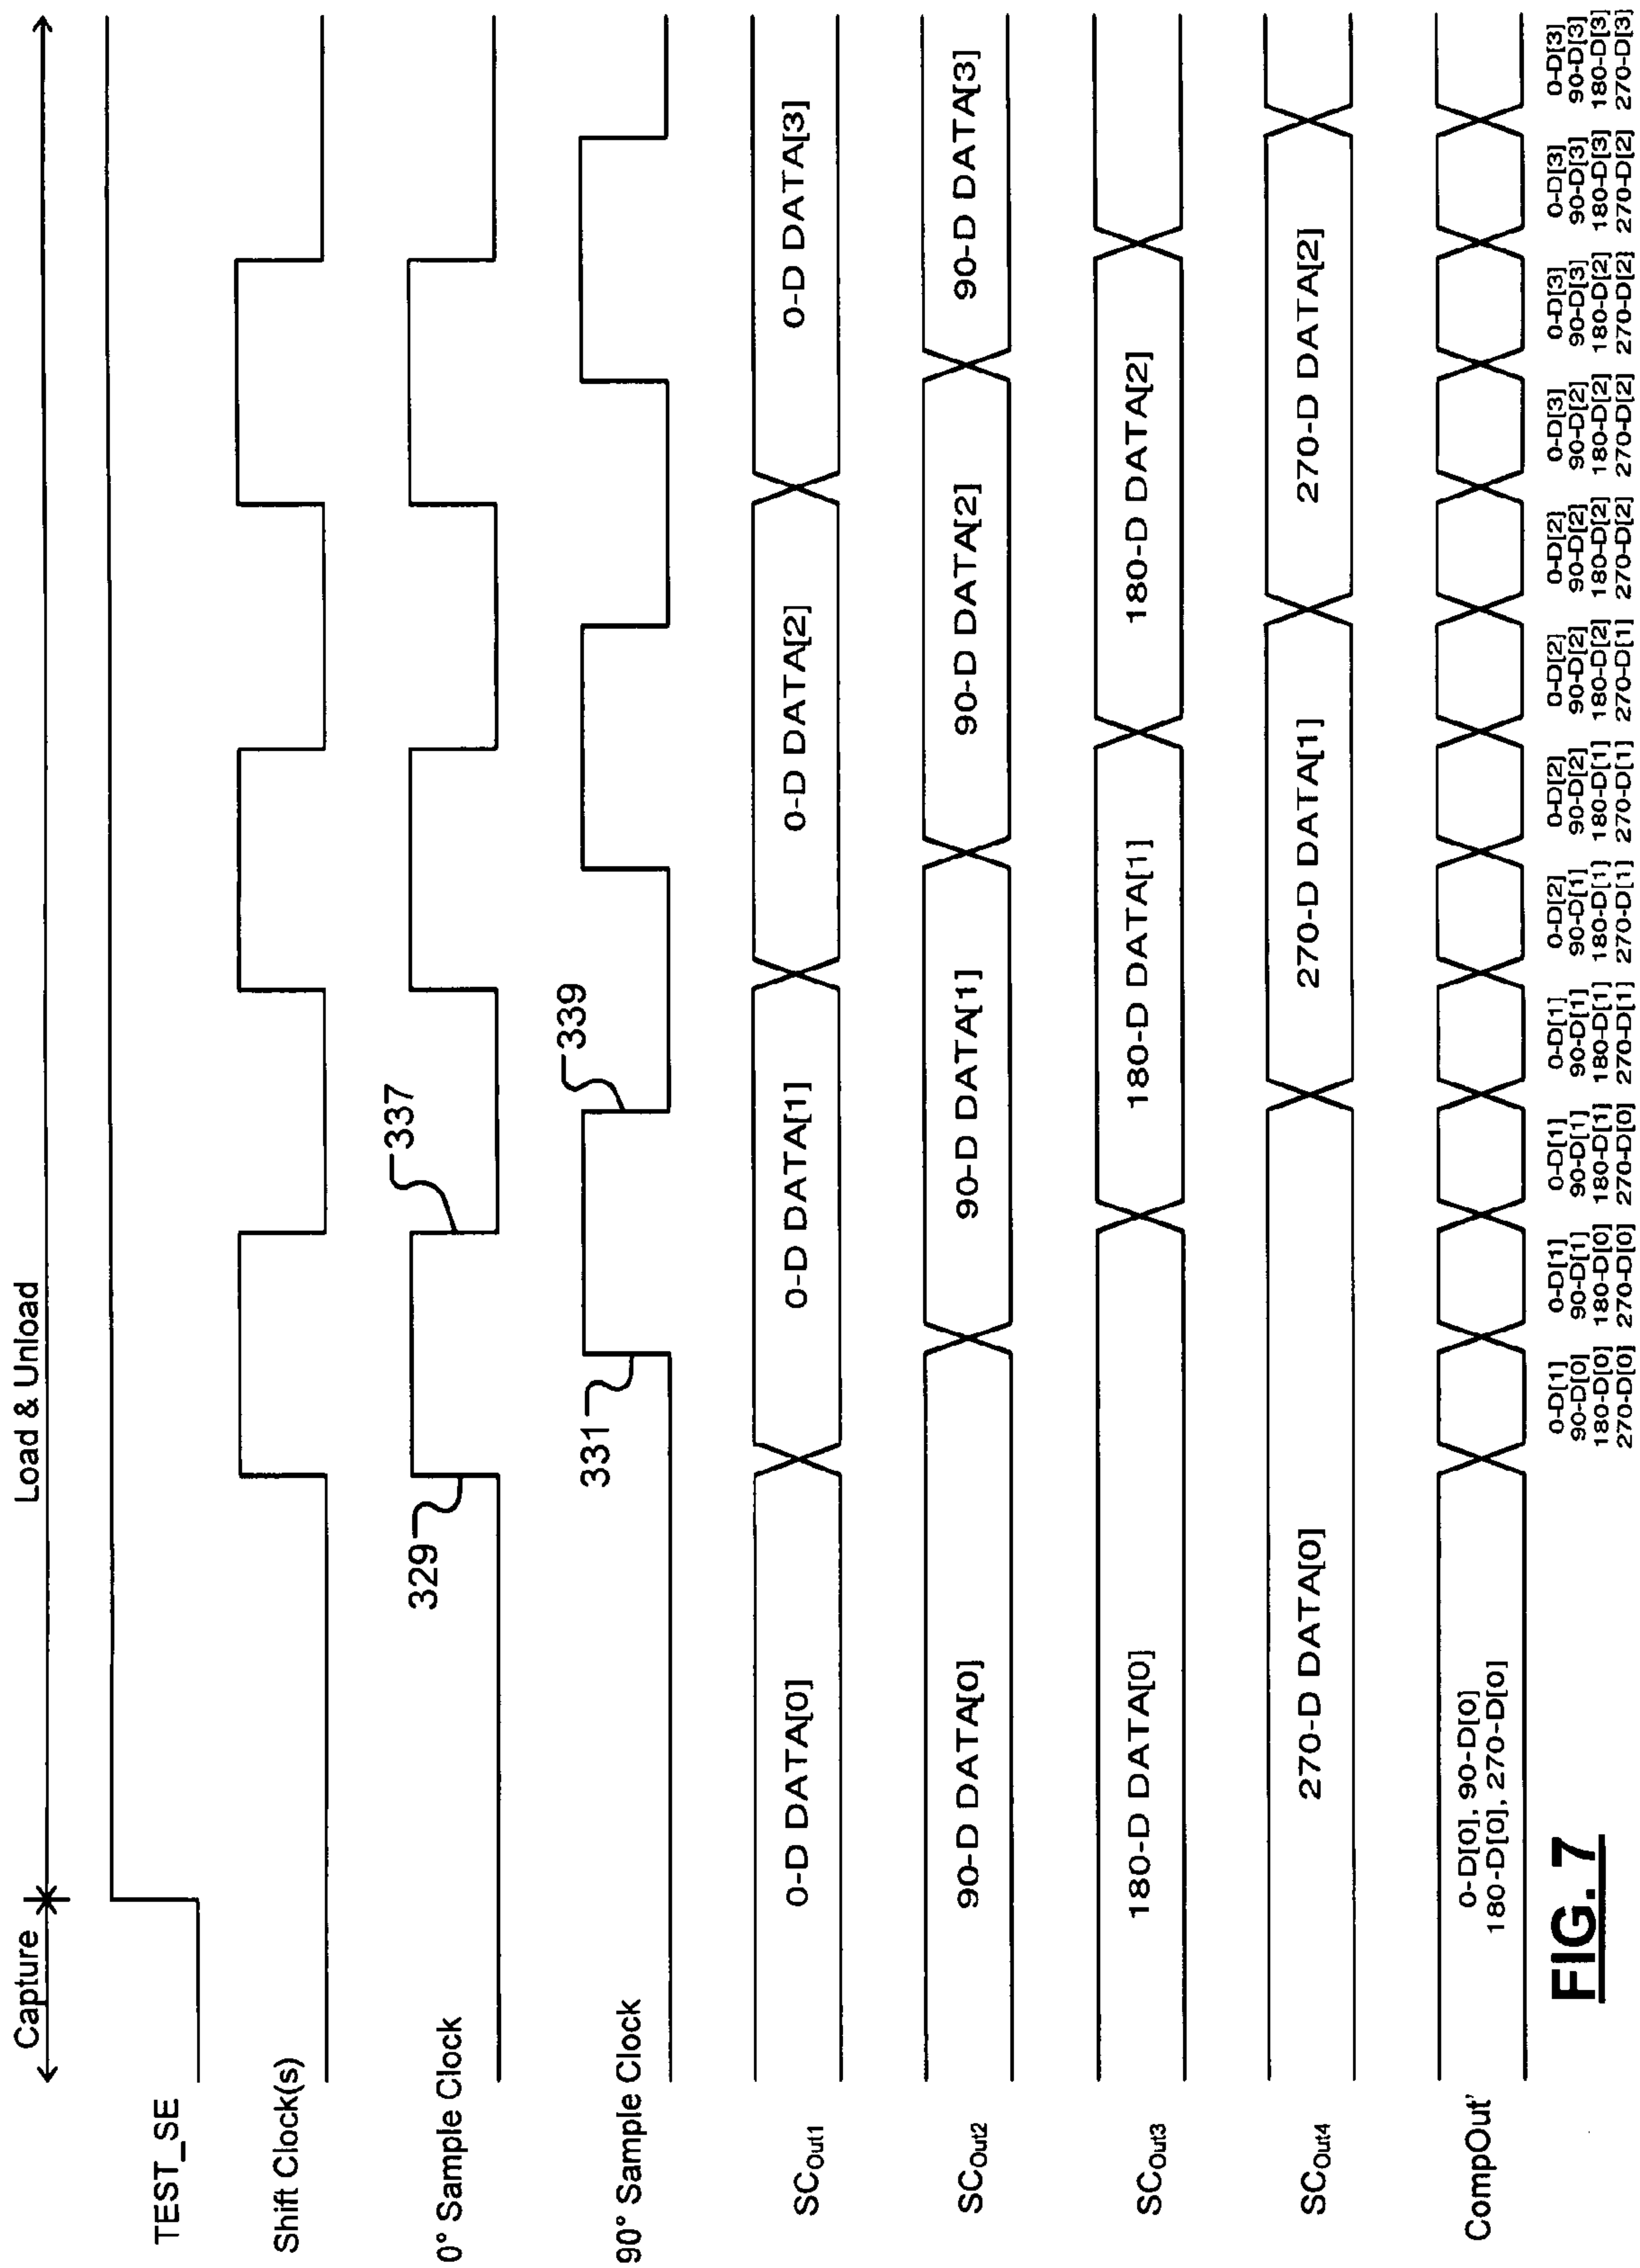 Capture
Load & Unload
TEST_SE
Shift Clock(s)
0° Sample Clock
329
337
90° Sample Clock
331
339
SCOut1
0-D DATA[0]
0-D DATA[1]
0-D DATA[2]
0-D DATA[3]
SCOut2
90-D DATA[0]
90-D DATA[1]
90-D DATA[2]
90-D DATA[3]
SCOut3
180-D DATA[0]
180-D DATA[1]
180-D DATA[2]
SCOut4
270-D DATA[0]
270-D DATA[1]
270-D DATA[2]
CompOut'
0-D[0], 90-D[0]
180-D[0], 270-D[0]
0-D[1]
90-D[0]
180-D[0]
270-D[0]
0-D[1]
90-D[1]
180-D[0]
270-D[0]
0-D[1]
90-D[1]
180-D[1]
270-D[0]
0-D[1]
90-D[1]
180-D[1]
270-D[1]
0-D[2]
90-D[1]
180-D[1]
270-D[1]
0-D[2]
90-D[2]
180-D[1]
270-D[1]
0-D[2]
90-D[2]
180-D[2]
270-D[1]
0-D[2]
90-D[2]
180-D[2]
270-D[2]
0-D[3]
90-D[2]
180-D[2]
270-D[2]
0-D[3]
90-D[3]
180-D[2]
270-D[2]
0-D[3]
90-D[3]
180-D[3]
270-D[2]
0-D[3]
90-D[3]
180-D[3]
270-D[3]
FIG. 7